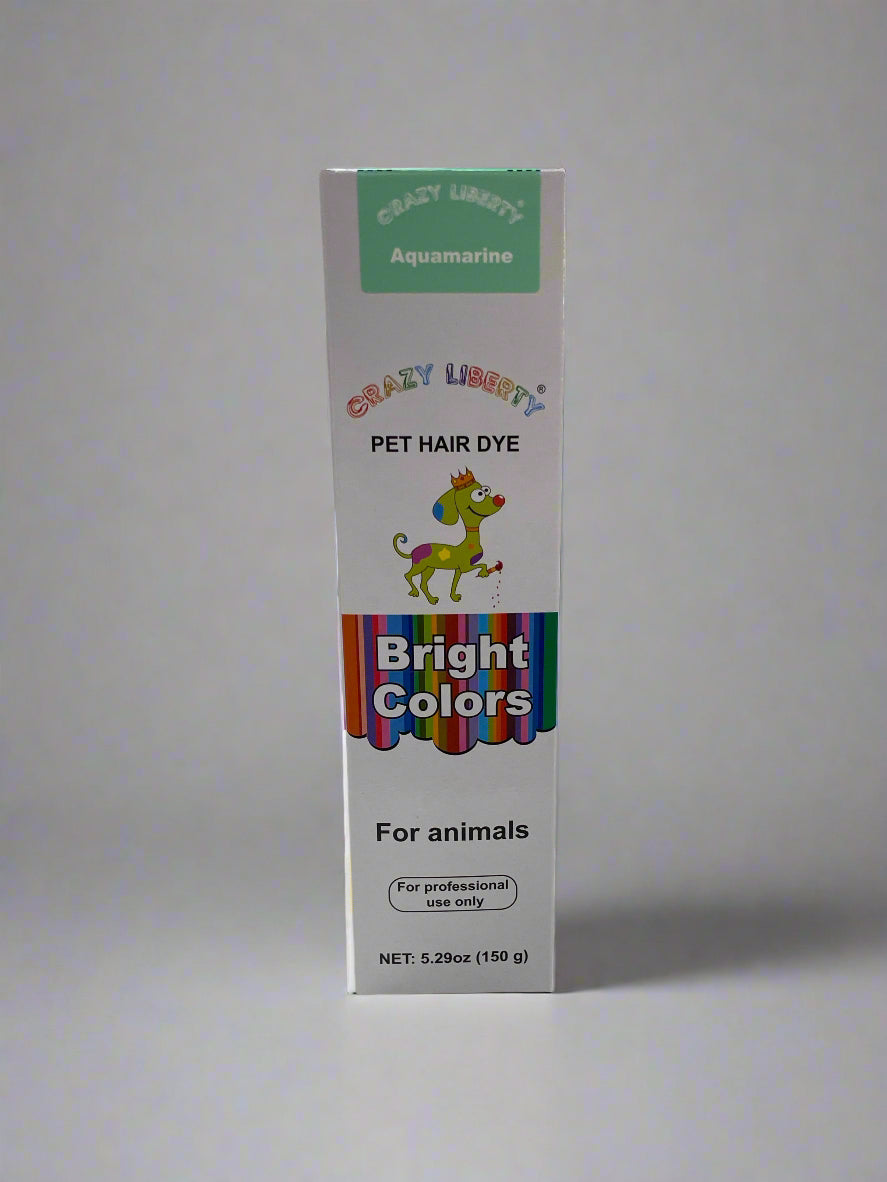 CRAZY LIBERTY
Aquamarine
CRAZY LIBERTY®
PET HAIR DYE
Bright
Colors
For animals
For professional
use only
NET: 5.29oz (150 g)